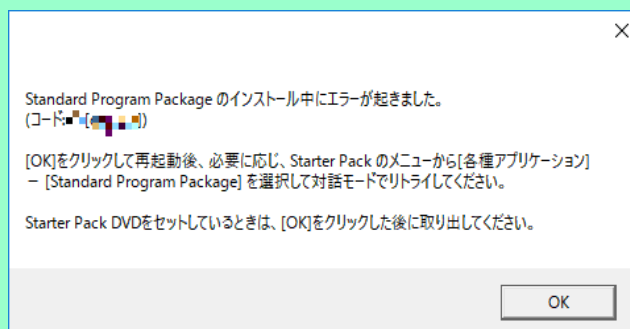 Standard Program Package のインストール中にエラーが起きました。
(コード:
[OK]をクリックして再起動後、必要に応じ、Starter Pack のメニューから[各種アプリケーション]
－ [Standard Program Package] を選択して対話モードでリトライしてください。
Starter Pack DVDをセットしているときは、[OK]をクリックした後に取り出してください。
OK